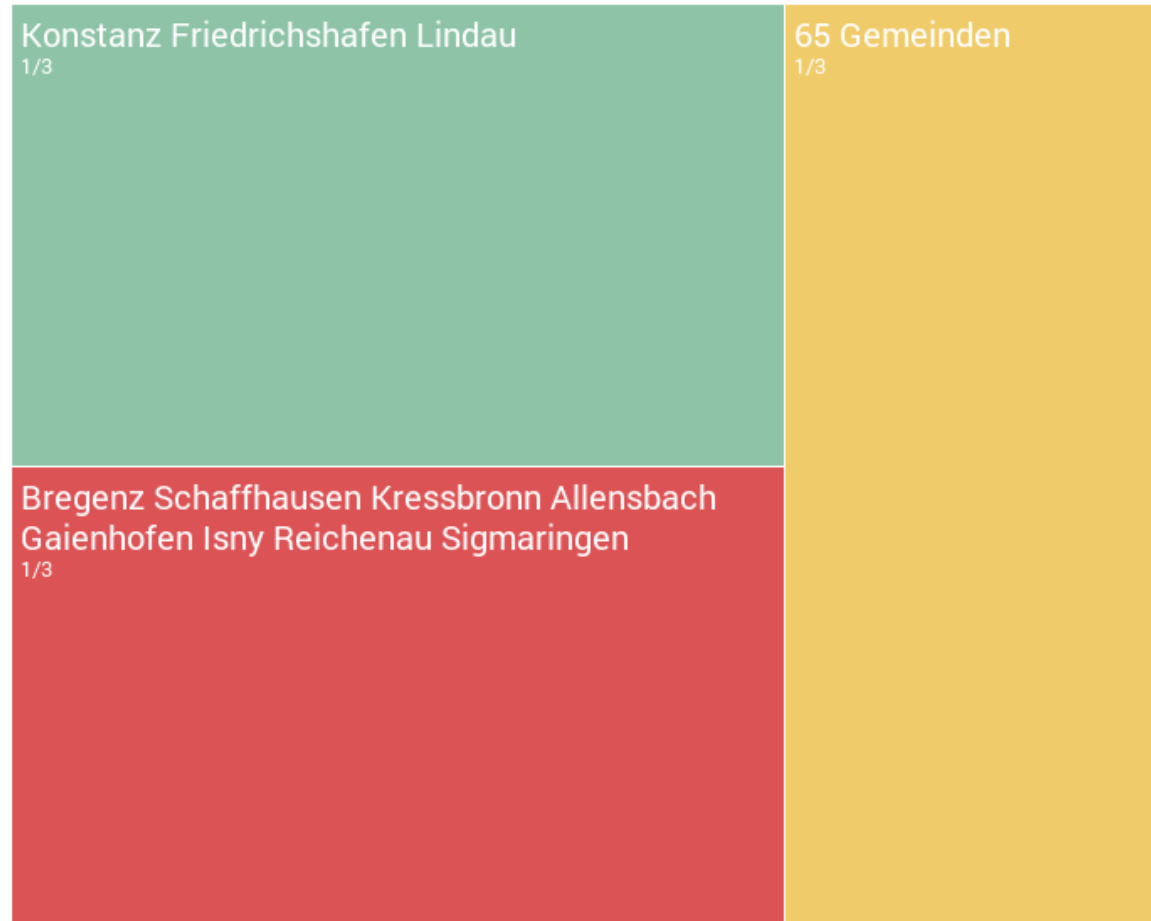 Konstanz Friedrichshafen Lindau
1/3
65 Gemeinden
1/3
Bregenz Schaffhausen Kressbronn Allensbach
Gaienhofen Isny Reichenau Sigmaringen
1/3